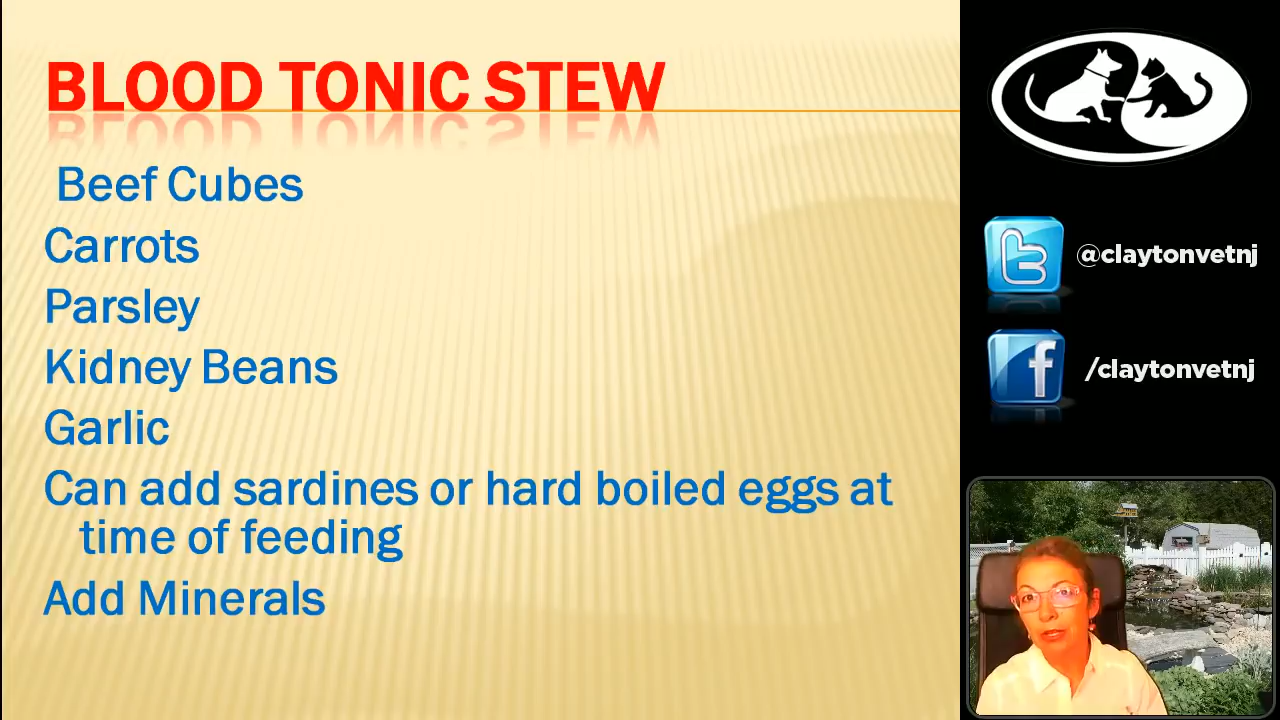 BLOOD TONIC STEW
Beef Cubes
Carrots
Parsley
Kidney Beans
Garlic
Can add sardines or hard boiled eggs at
time of feeding
Add Minerals
@claytonvetnj
/claytonvetnj